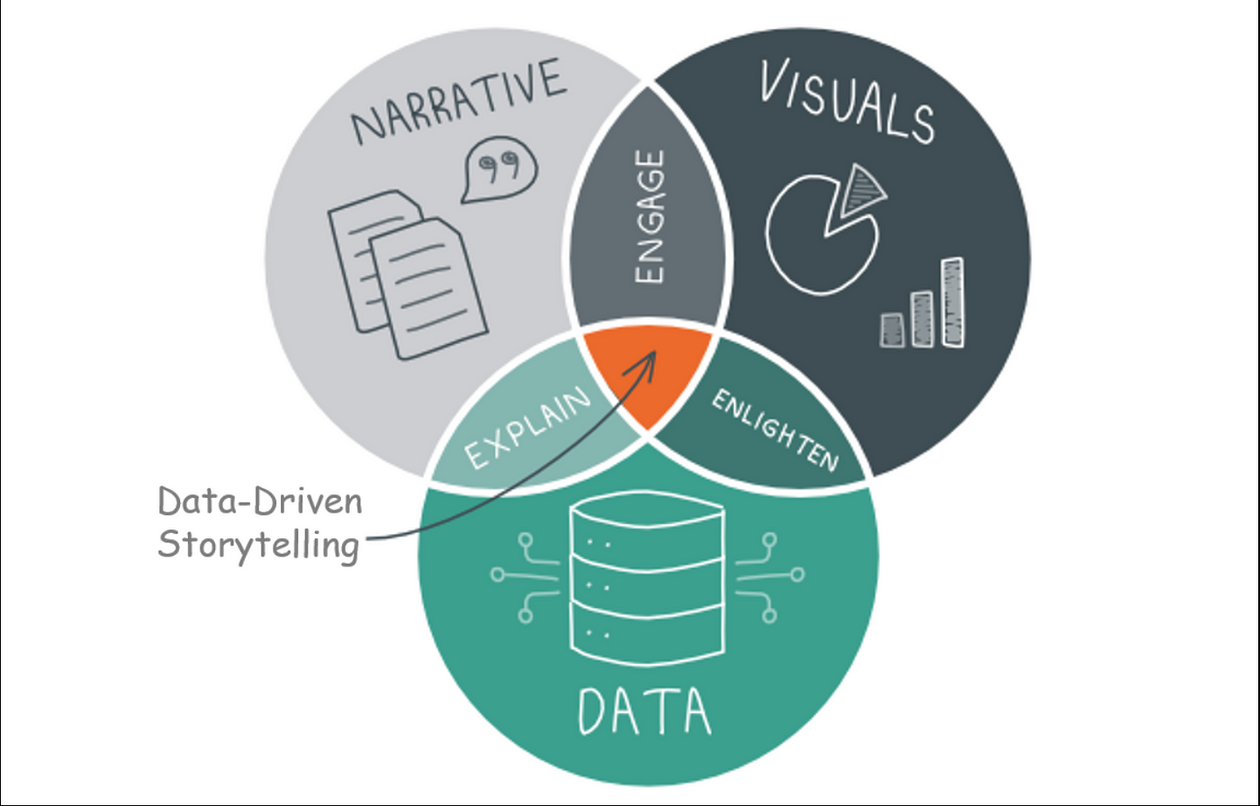 NARRATIVE
VISUALS
ENGAGE
EXPLAIN
ENLIGHTEN
Data-Driven
Storytelling
DATA